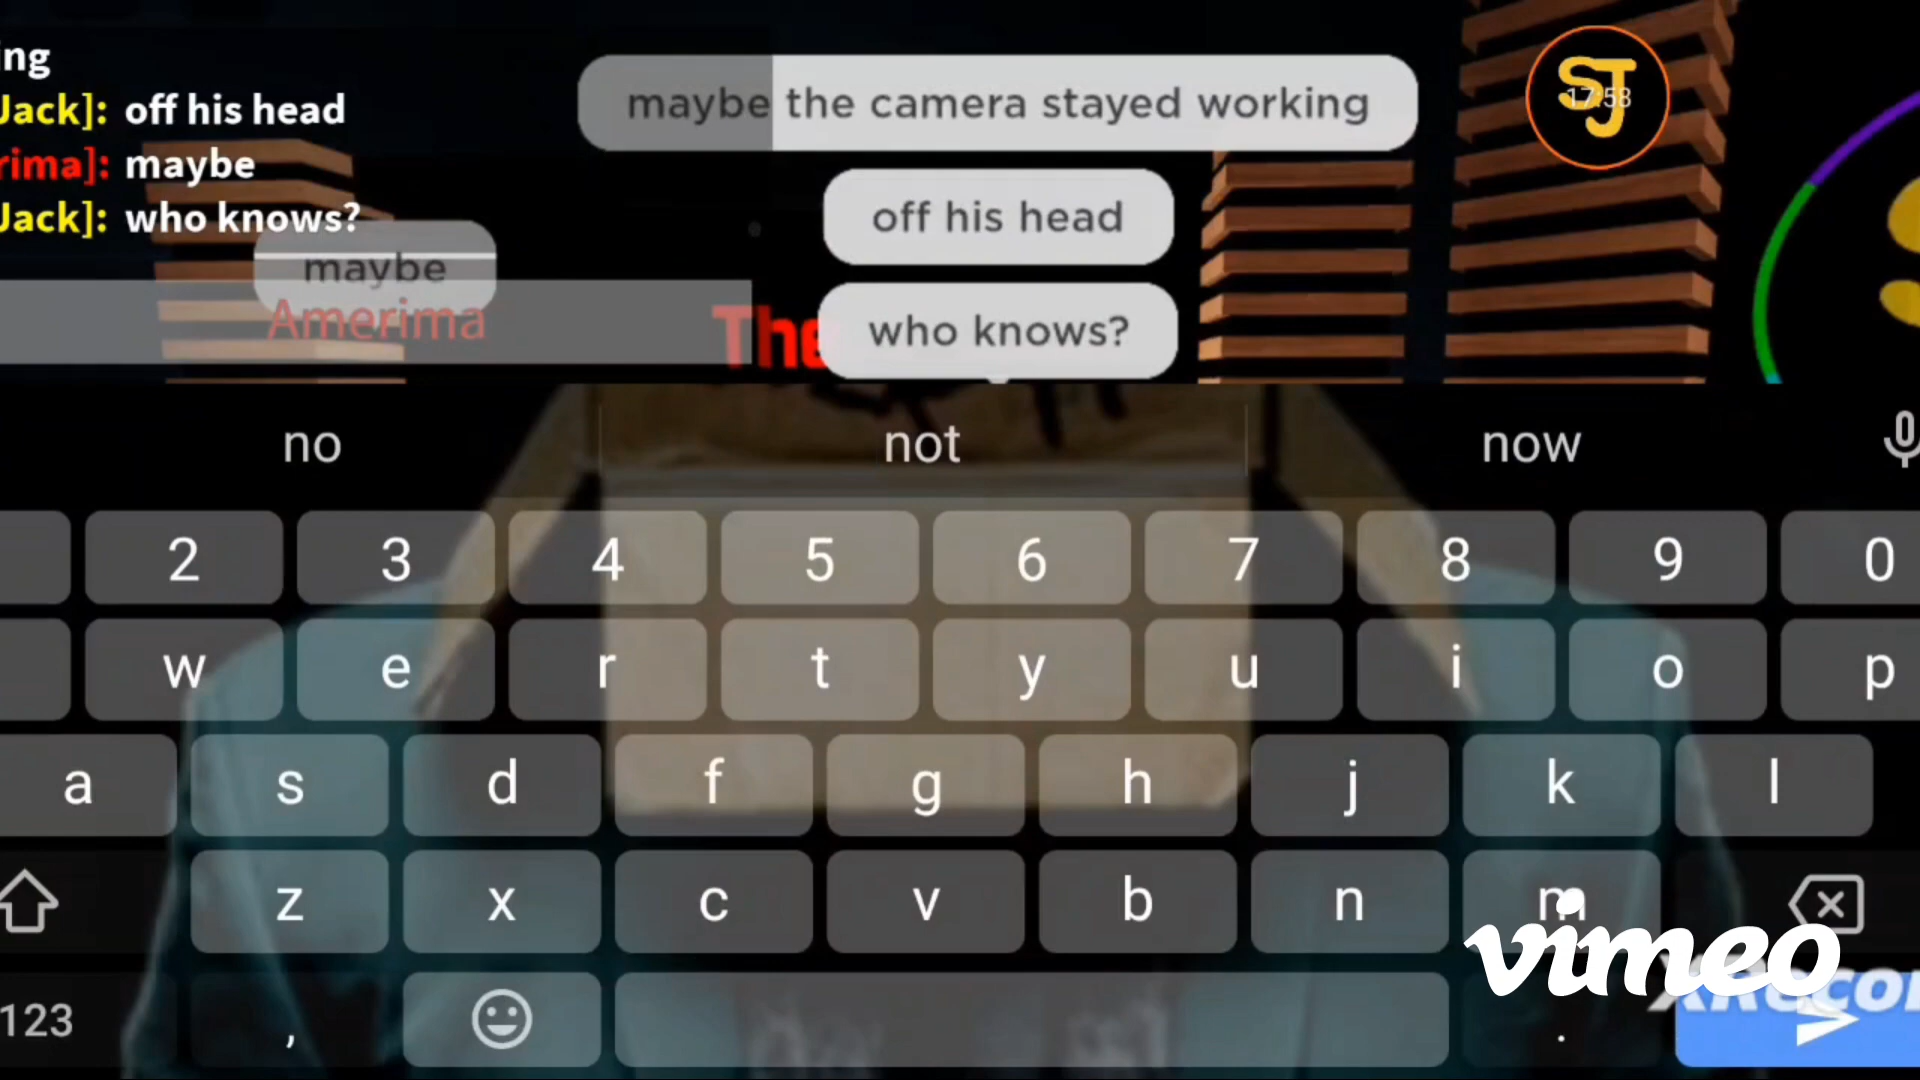 ing
Jack]: off his head
rima]: maybe
Jack]: who knows?
maybe the camera stayed working
off his head
who knows?
SJ
17:58
maybe
Amerima
The
no not now
2 3 4 5 6 7 8 9 0
w e r t y u i o p
a s d f g h j k l
z x c v b n m
123 , .
vimeo
XRecor